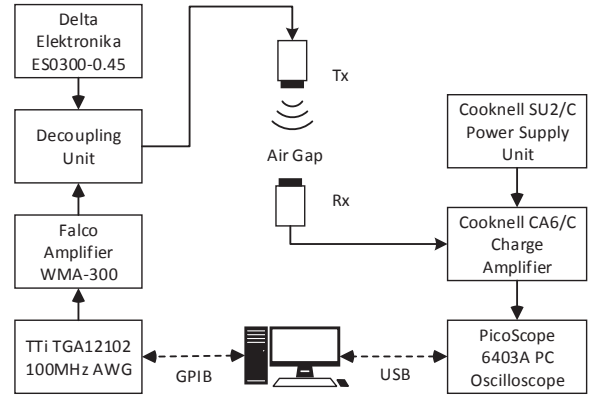 Delta
Elektronika
ES0300-0.45
Decoupling
Unit
Falco
Amplifier
WMA-300
TTi TGA12102
100MHz AWG
GPIB
Tx
Air Gap
Rx
USB
Cooknell SU2/C
Power Supply
Unit
Cooknell CA6/C
Charge
Amplifier
PicoScope
6403A PC
Oscilloscope